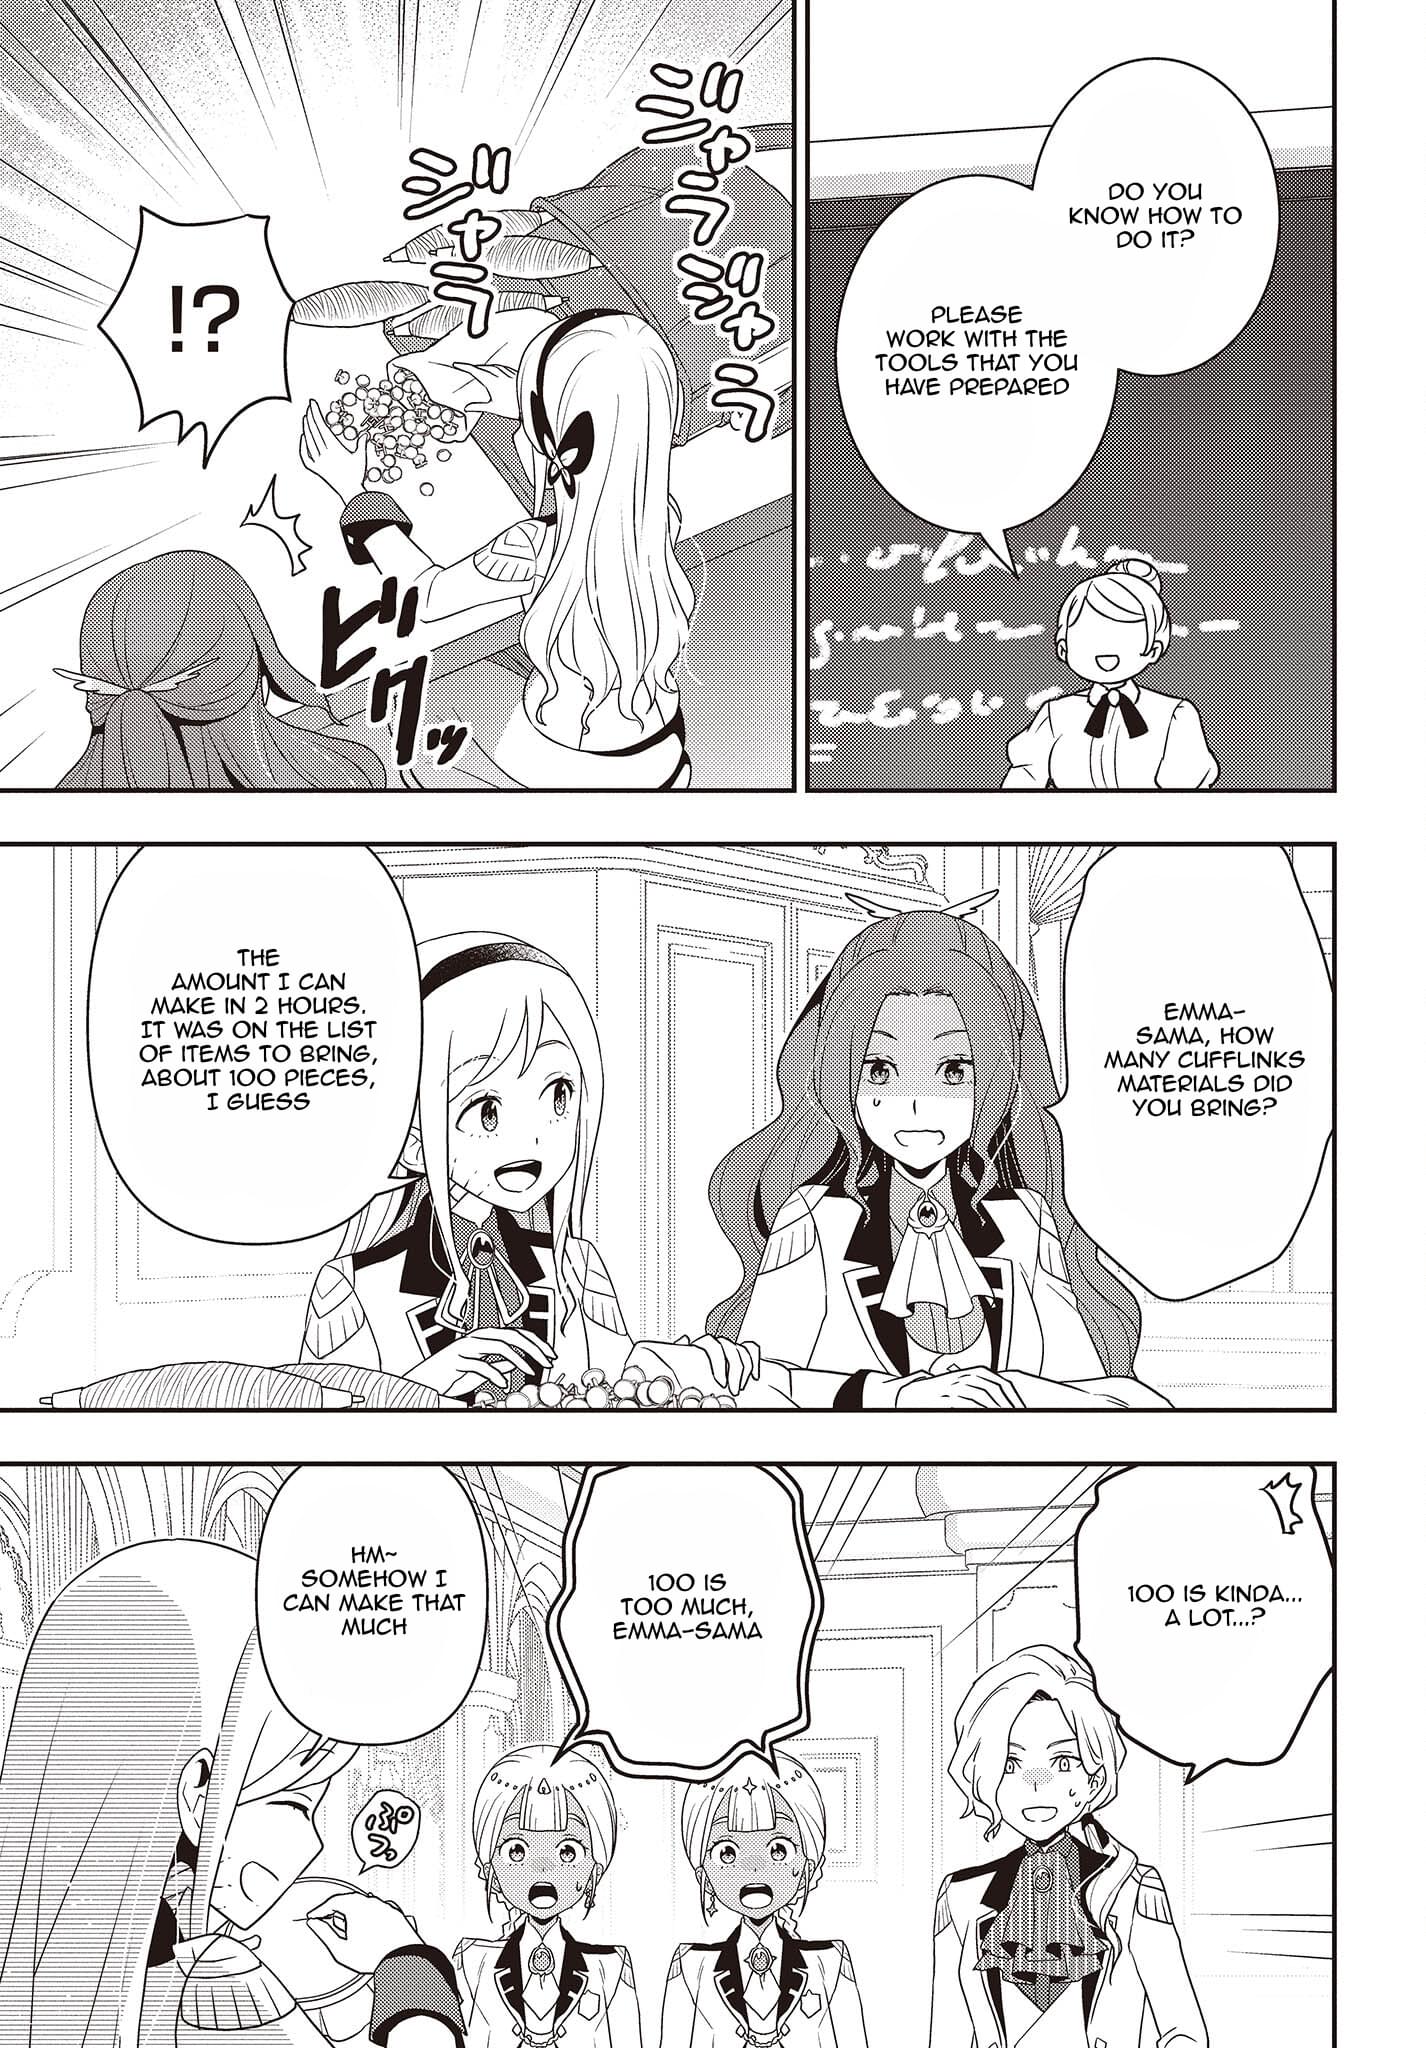 DO YOU
KNOW HOW TO
DO IT?
PLEASE
WORK WITH THE
TOOLS THAT YOU
HAVE PREPARED
ジャラ
ジャラ
ジャラ
!?
ビクッ
EMMA-
SAMA, HOW
MANY CUFFLINKS
MATERIALS DID
YOU BRING?
THE
AMOUNT I CAN
MAKE IN 2 HOURS.
IT WAS ON THE LIST
OF ITEMS TO BRING,
ABOUT 100 PIECES,
I GUESS
100 IS KINDA...
A LOT...?
100 IS
TOO MUCH,
EMMA-SAMA
HM~
SOMEHOW I
CAN MAKE THAT
MUCH
ぷつ